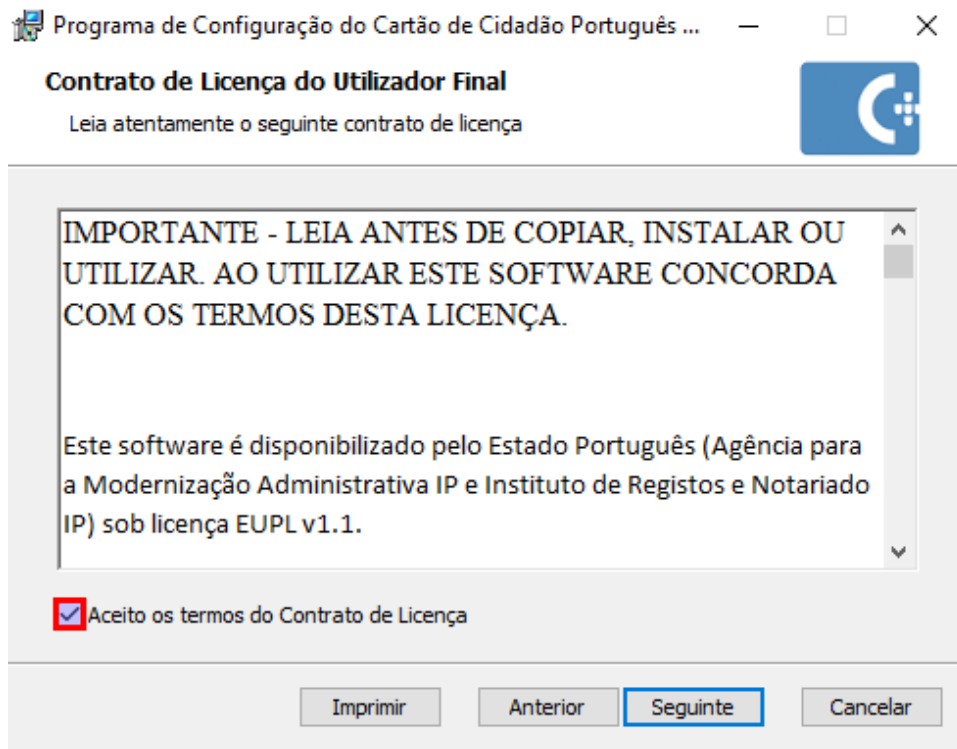 Programa de Configuração do Cartão de Cidadão Português ...
Contrato de Licença do Utilizador Final
Leia atentamente o seguinte contrato de licença
IMPORTANTE - LEIA ANTES DE COPIAR, INSTALAR OU
UTILIZAR. AO UTILIZAR ESTE SOFTWARE CONCORDA
COM OS TERMOS DESTA LICENÇA.
Este software é disponibilizado pelo Estado Português (Agência para
a Modernização Administrativa IP e Instituto de Registos e Notariado
IP) sob licença EUPL v1.1.
Aceito os termos do Contrato de Licença
Imprimir Anterior Seguinte Cancelar